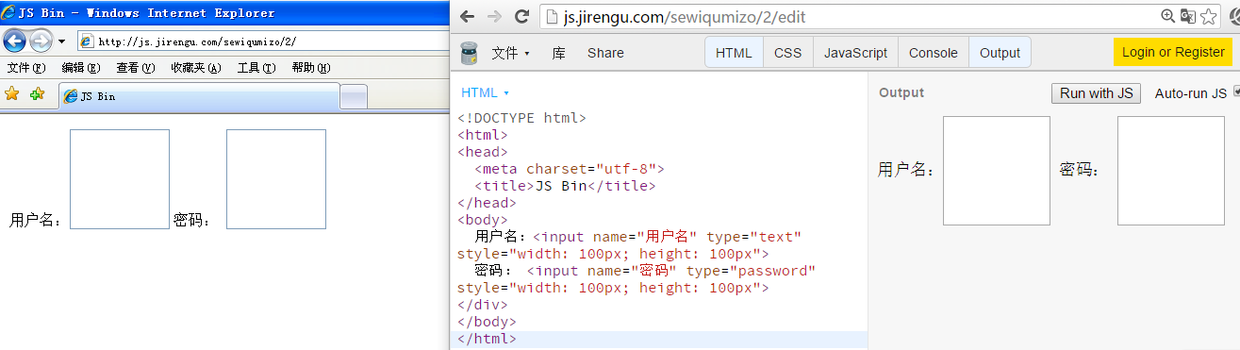 JS Bin - Windows Internet Explorer
http://js.jirengu.com/sewiqumizo/2/
文件(F) 编辑(E) 查看(V) 收藏夹(A) 工具(T) 帮助(H)
JS Bin
用户名： 密码：
js.jirengu.com/sewiqumizo/2/edit
文件 库 Share HTML CSS JavaScript Console Output Login or Register
HTML
<!DOCTYPE html>
<html>
<head>
<meta charset="utf-8">
<title>JS Bin</title>
</head>
<body>
用户名：<input name="用户名" type="text"
style="width: 100px; height: 100px">
密码： <input name="密码" type="password"
style="width: 100px; height: 100px">
</div>
</body>
</html>
Output Run with JS Auto-run JS
用户名： 密码：